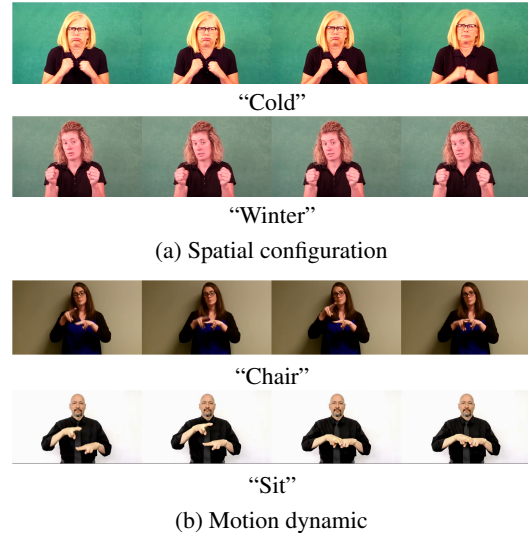 “Cold”
“Winter”
(a) Spatial configuration
“Chair”
“Sit”
(b) Motion dynamic